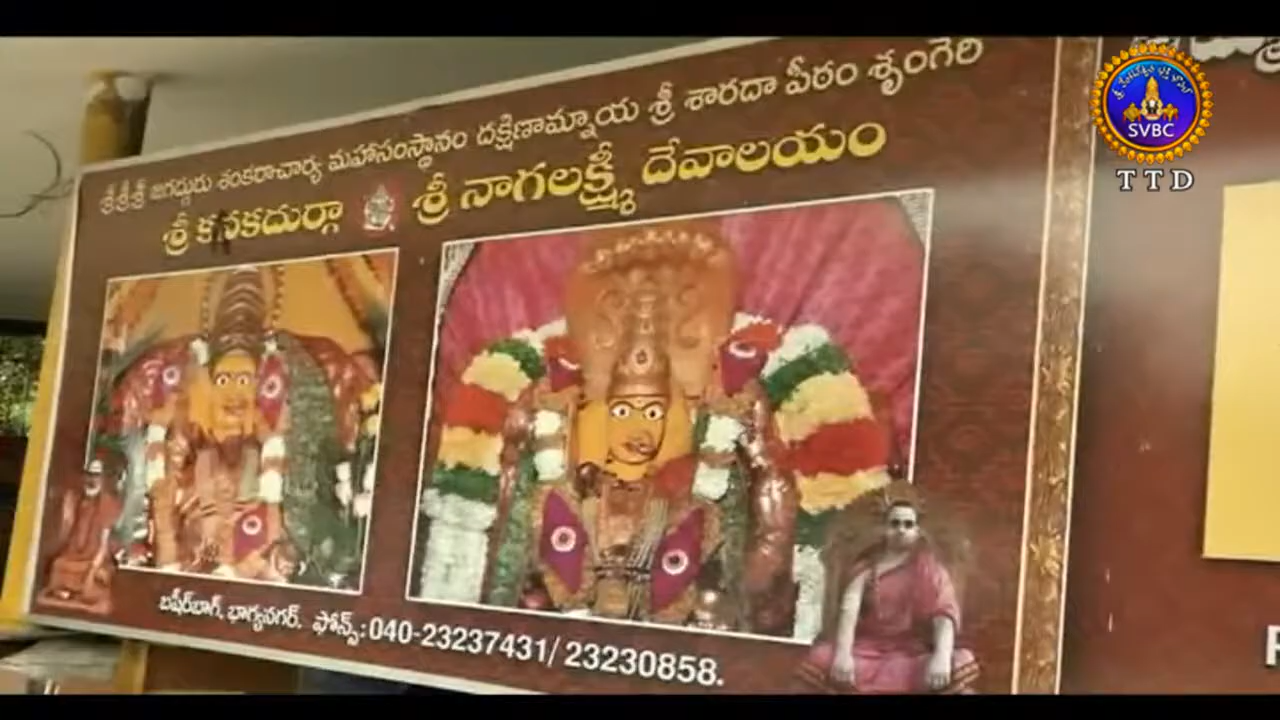 శ్రీశ్రీశ్రీ జగద్గురు శంకరాచార్య మహాసంస్థానం దక్షిణామ్నాయ శ్రీ శారదా పీఠం శృంగేరి
శ్రీ కనకదుర్గా శ్రీ నాగలక్ష్మీ దేవాలయం
బషీర్‌బాగ్, భాగ్యనగర్. ఫోన్స్: 040-23237431/ 23230858.
SVBC
TTD